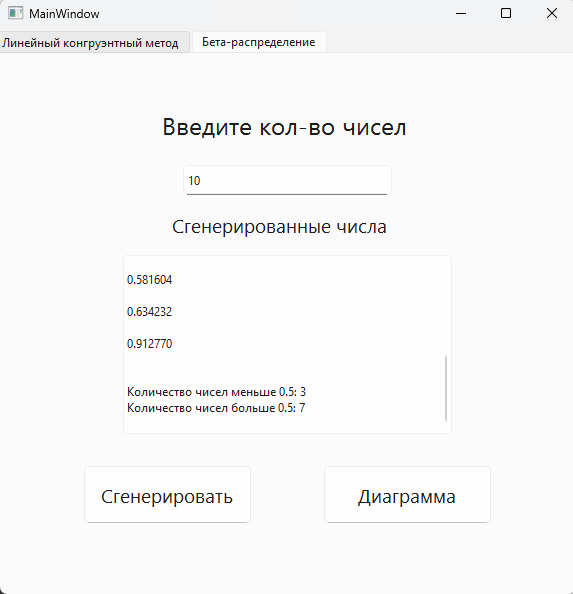 MainWindow
Линейный конгруэнтный метод
Бета-распределение
Введите кол-во чисел
10
Сгенерированные числа
0.581604
0.634232
0.912770
Количество чисел меньше 0.5: 3
Количество чисел больше 0.5: 7
Сгенерировать
Диаграмма